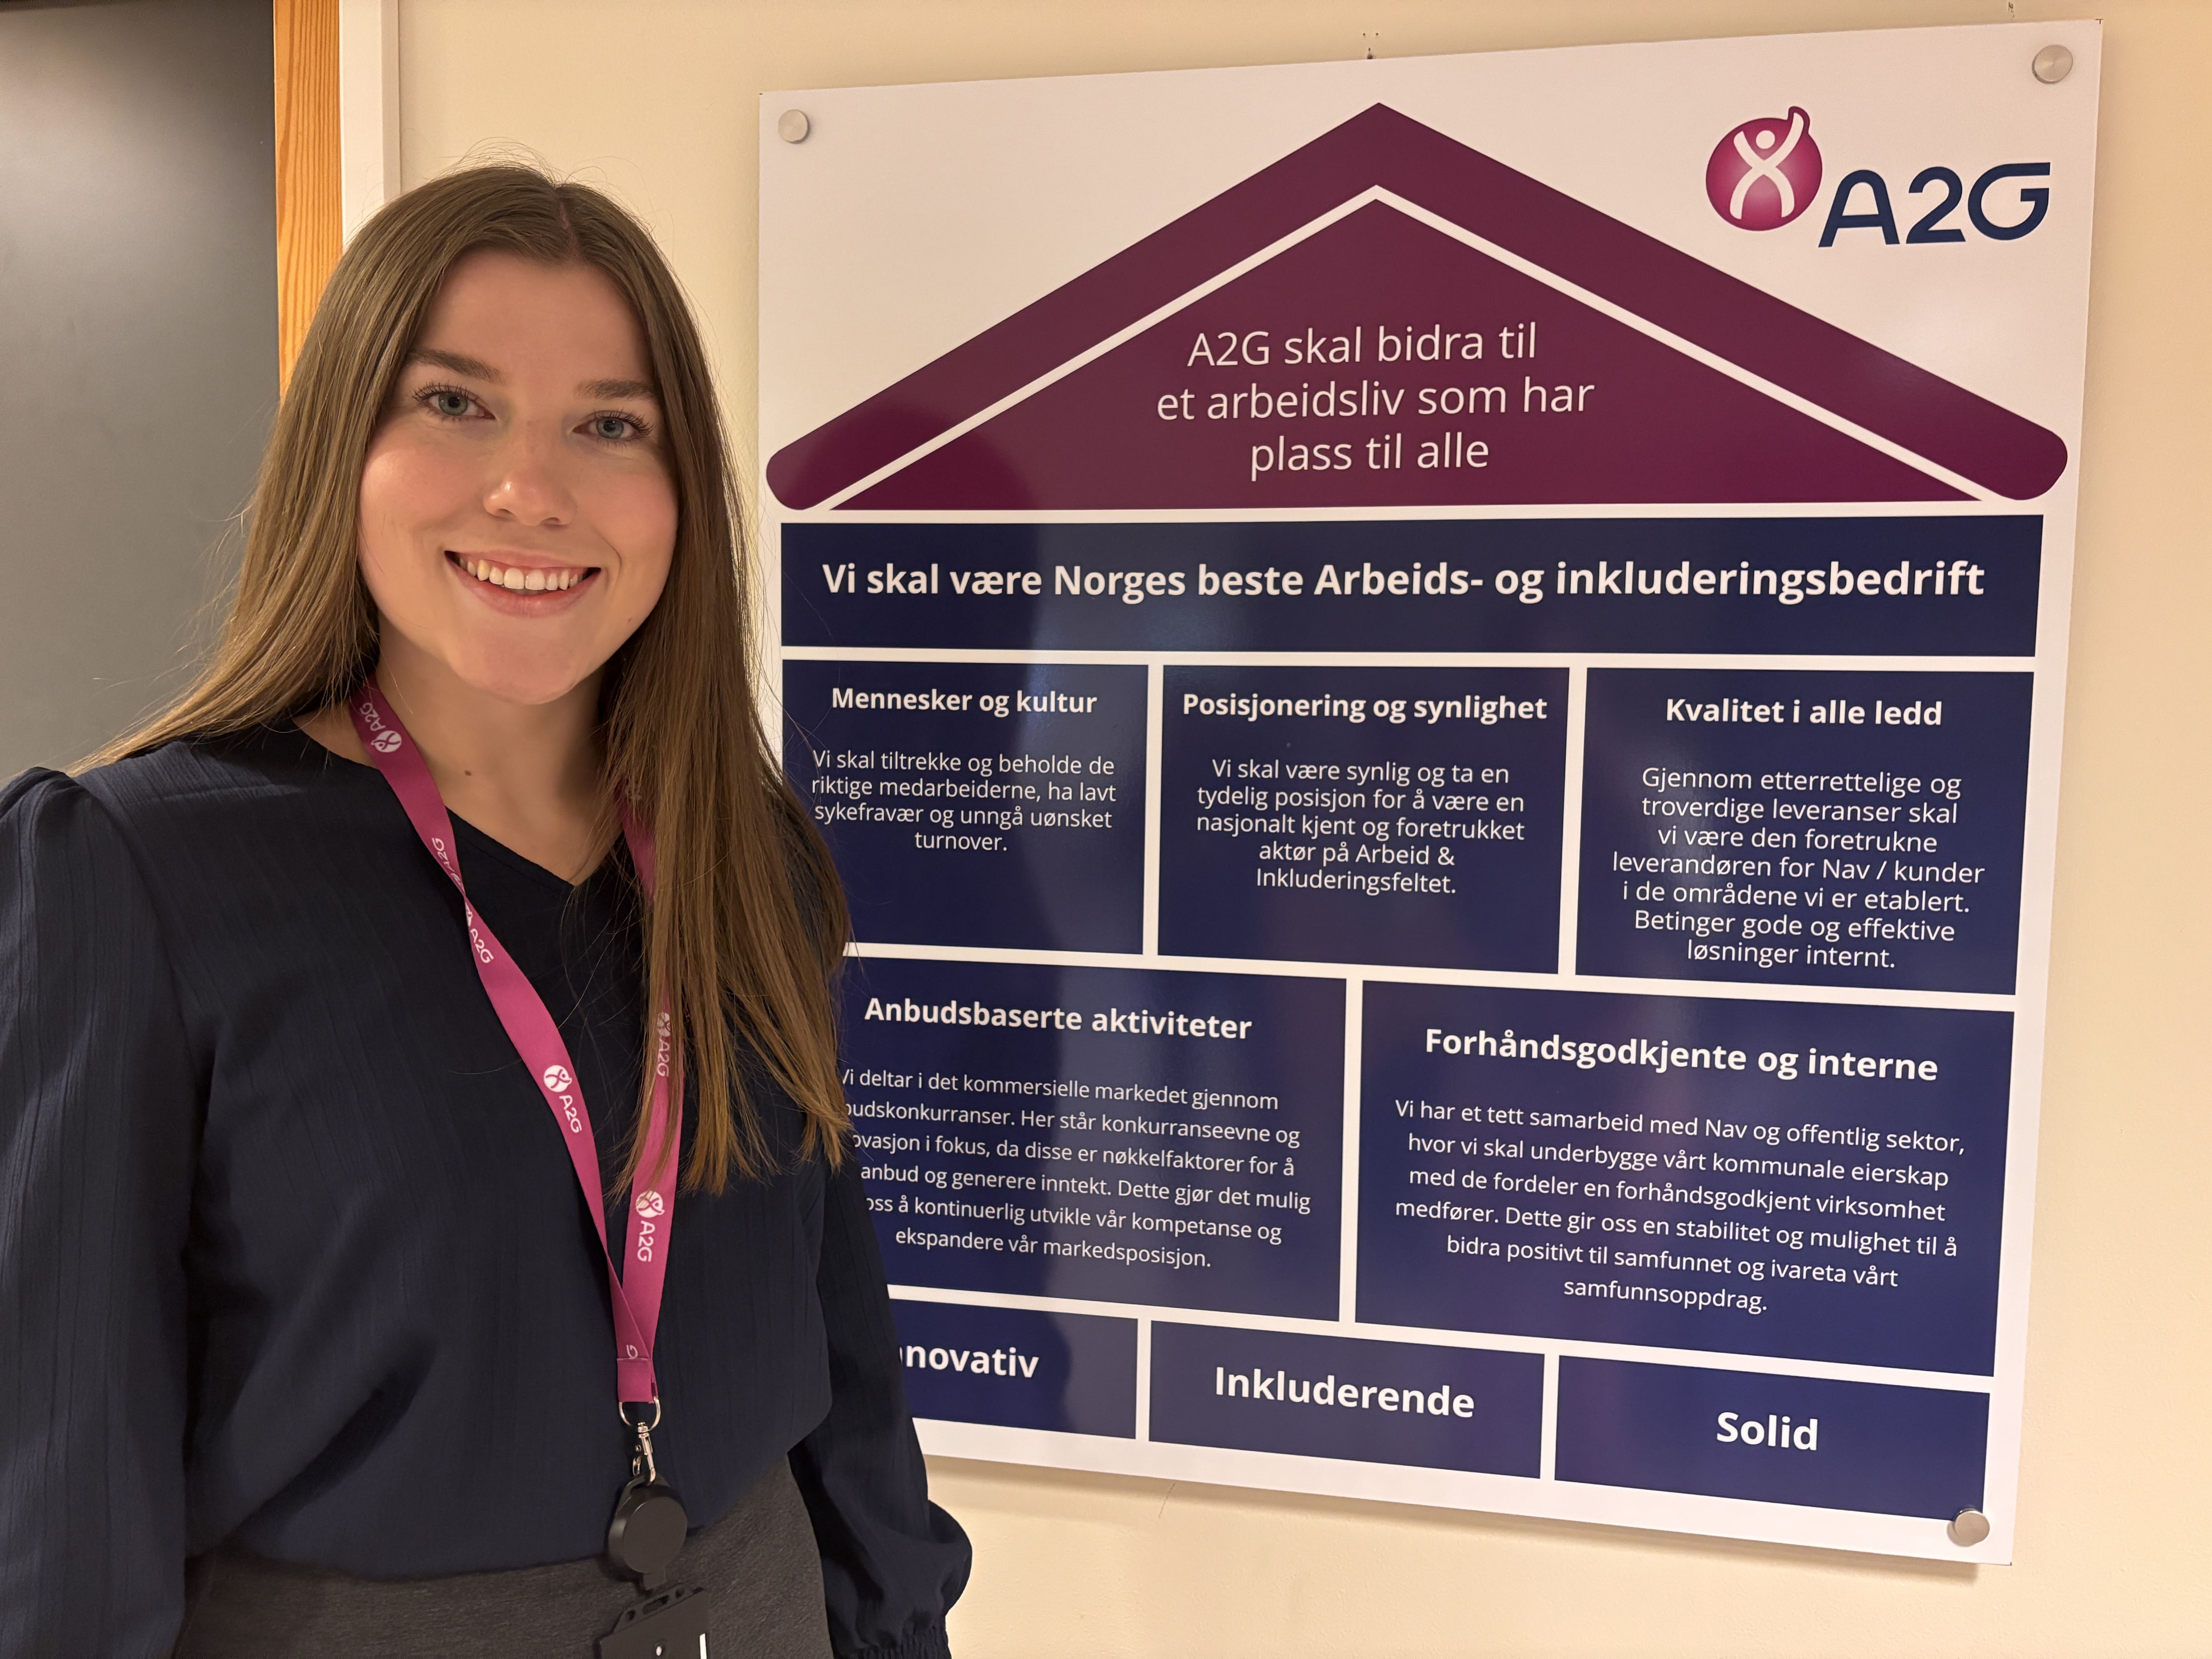 A2G
A2G skal bidra til
et arbeidsliv som har
plass til alle
Vi skal være Norges beste Arbeids- og inkluderingsbedrift
Mennesker og kultur
Vi skal tiltrekke og beholde de
riktige medarbeiderne, ha lavt
sykefravær og unngå uønsket
turnover.
Posisjonering og synlighet
Vi skal være synlig og ta en
tydelig posisjon for å være en
nasjonalt kjent og foretrukket
aktør på Arbeid &
Inkluderingsfeltet.
Kvalitet i alle ledd
Gjennom etterrettelige og
troverdige leveranser skal
vi være den foretrukne
leverandøren for Nav / kunder
i de områdene vi er etablert.
Betinger gode og effektive
løsninger internt.
Anbudsbaserte aktiviteter
Vi deltar i det kommersielle markedet gjennom
budskonkurranser. Her står konkurranseevne og
ovasjon i fokus, da disse er nøkkelfaktorer for å
anbud og generere inntekt. Dette gjør det mulig
oss å kontinuerlig utvikle vår kompetanse og
ekspandere vår markedsposisjon.
Forhåndsgodkjente og interne
Vi har et tett samarbeid med Nav og offentlig sektor,
hvor vi skal underbygge vårt kommunale eierskap
med de fordeler en forhåndsgodkjent virksomhet
medfører. Dette gir oss en stabilitet og mulighet til å
bidra positivt til samfunnet og ivareta vårt
samfunnsoppdrag.
nnovativ
Inkluderende
Solid
A2G
A2G
A2G
A2G
A2G
A2G